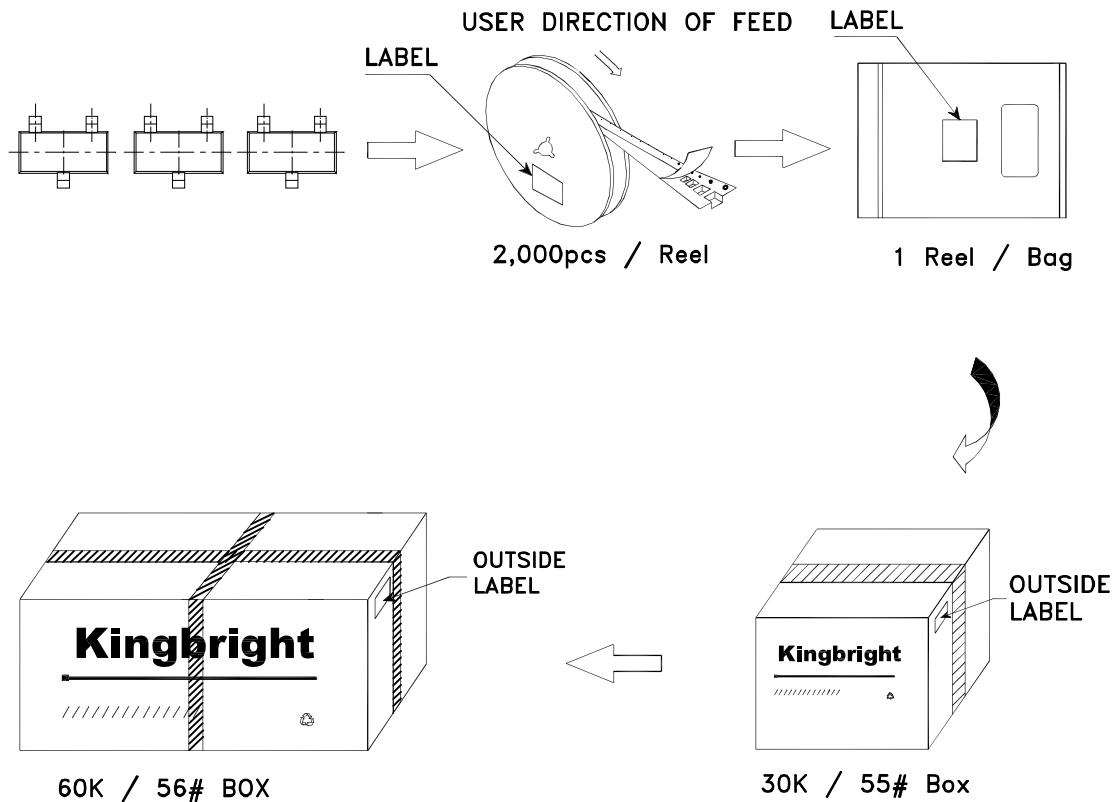 USER DIRECTION OF FEED
LABEL
LABEL
2,000pcs / Reel
1 Reel / Bag
OUTSIDE
LABEL
OUTSIDE
LABEL
Kingbright
Kingbright
60K / 56# BOX
30K / 55# Box